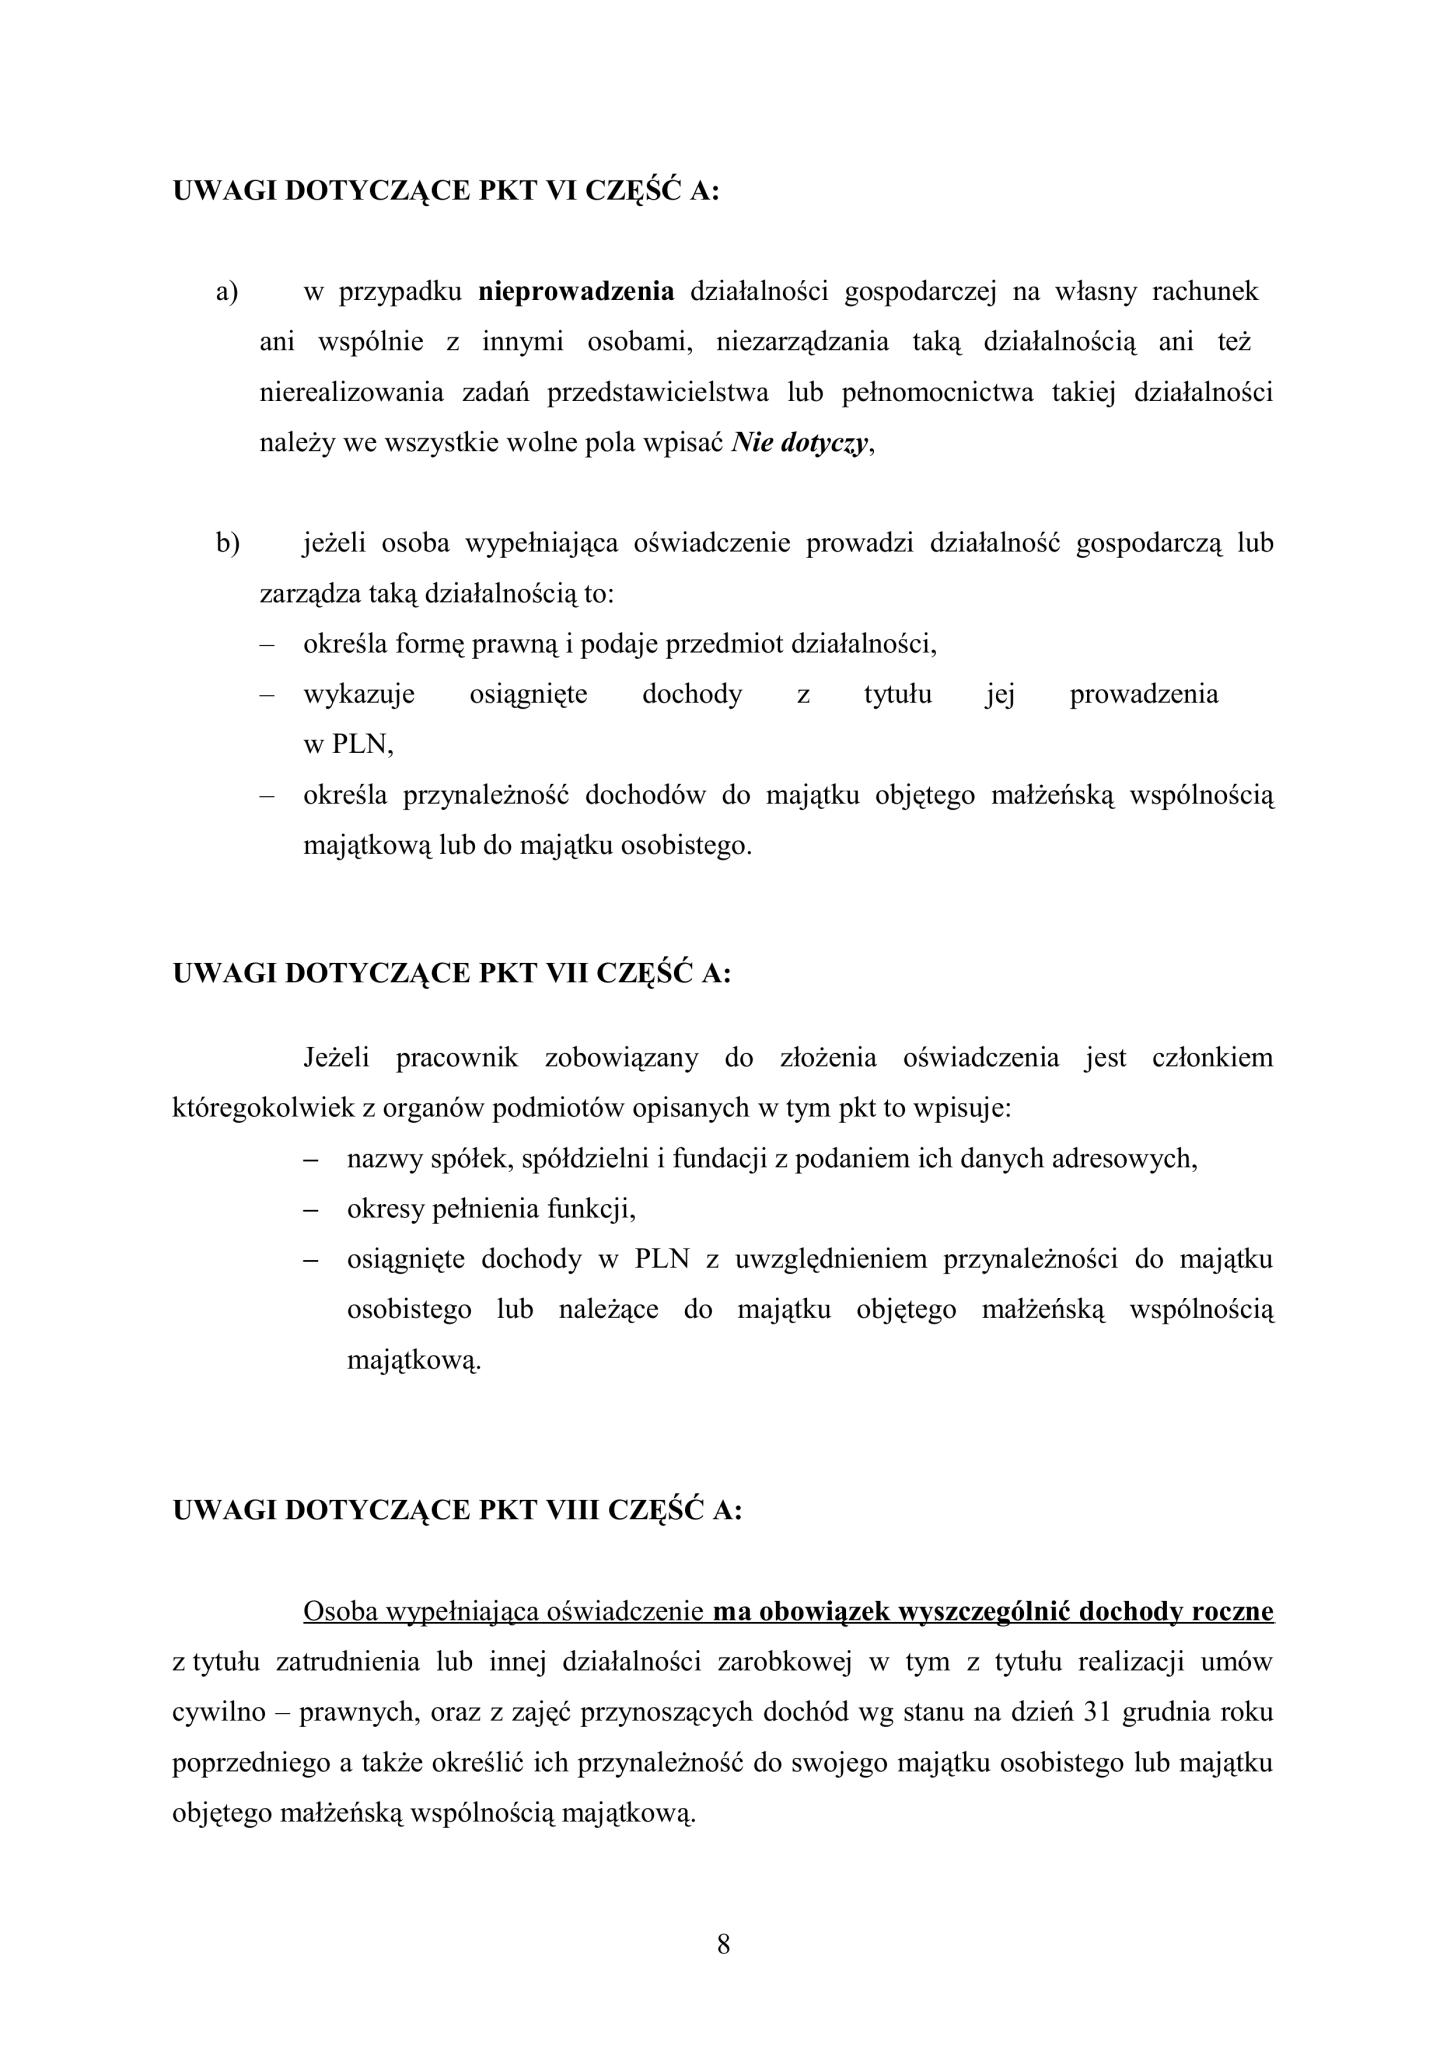 UWAGI DOTYCZĄCE PKT VI CZĘŚĆ A:
a) w przypadku nieprowadzenia działalności gospodarczej na własny rachunek
ani wspólnie z innymi osobami, niezarządzania taką działalnością ani też
nierealizowania zadań przedstawicielstwa lub pełnomocnictwa takiej działalności
należy we wszystkie wolne pola wpisać Nie dotyczy,
b) jeżeli osoba wypełniająca oświadczenie prowadzi działalność gospodarczą lub
zarządza taką działalnością to:
– określa formę prawną i podaje przedmiot działalności,
– wykazuje osiągnięte dochody z tytułu jej prowadzenia
w PLN,
– określa przynależność dochodów do majątku objętego małżeńską wspólnością
majątkową lub do majątku osobistego.
UWAGI DOTYCZĄCE PKT VII CZĘŚĆ A:
Jeżeli pracownik zobowiązany do złożenia oświadczenia jest członkiem
któregokolwiek z organów podmiotów opisanych w tym pkt to wpisuje:
– nazwy spółek, spółdzielni i fundacji z podaniem ich danych adresowych,
– okresy pełnienia funkcji,
– osiągnięte dochody w PLN z uwzględnieniem przynależności do majątku
osobistego lub należące do majątku objętego małżeńską wspólnością
majątkową.
UWAGI DOTYCZĄCE PKT VIII CZĘŚĆ A:
Osoba wypełniająca oświadczenie ma obowiązek wyszczególnić dochody roczne
z tytułu zatrudnienia lub innej działalności zarobkowej w tym z tytułu realizacji umów
cywilno – prawnych, oraz z zajęć przynoszących dochód wg stanu na dzień 31 grudnia roku
poprzedniego a także określić ich przynależność do swojego majątku osobistego lub majątku
objętego małżeńską wspólnością majątkową.
8